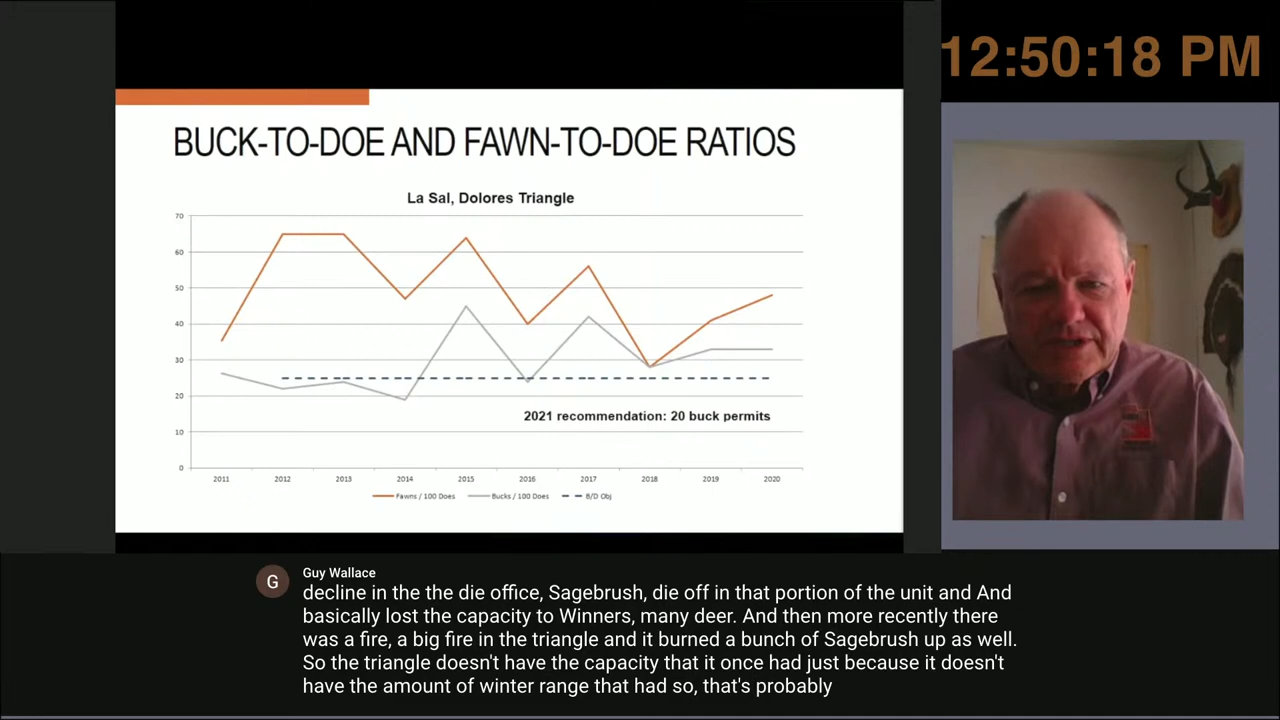 12:50:18 PM
BUCK-TO-DOE AND FAWN-TO-DOE RATIOS
La Sal, Dolores Triangle
70
60
50
40
30
20
10
0
2021 recommendation: 20 buck permits
2011 2012 2013 2014 2015 2016 2017 2018 2019 2020
Fawns / 100 Does Bucks / 100 Does B/D Obj
G
Guy Wallace
decline in the the die office, Sagebrush, die off in that portion of the unit and And
basically lost the capacity to Winners, many deer. And then more recently there
was a fire, a big fire in the triangle and it burned a bunch of Sagebrush up as well.
So the triangle doesn't have the capacity that it once had just because it doesn't
have the amount of winter range that had so, that's probably